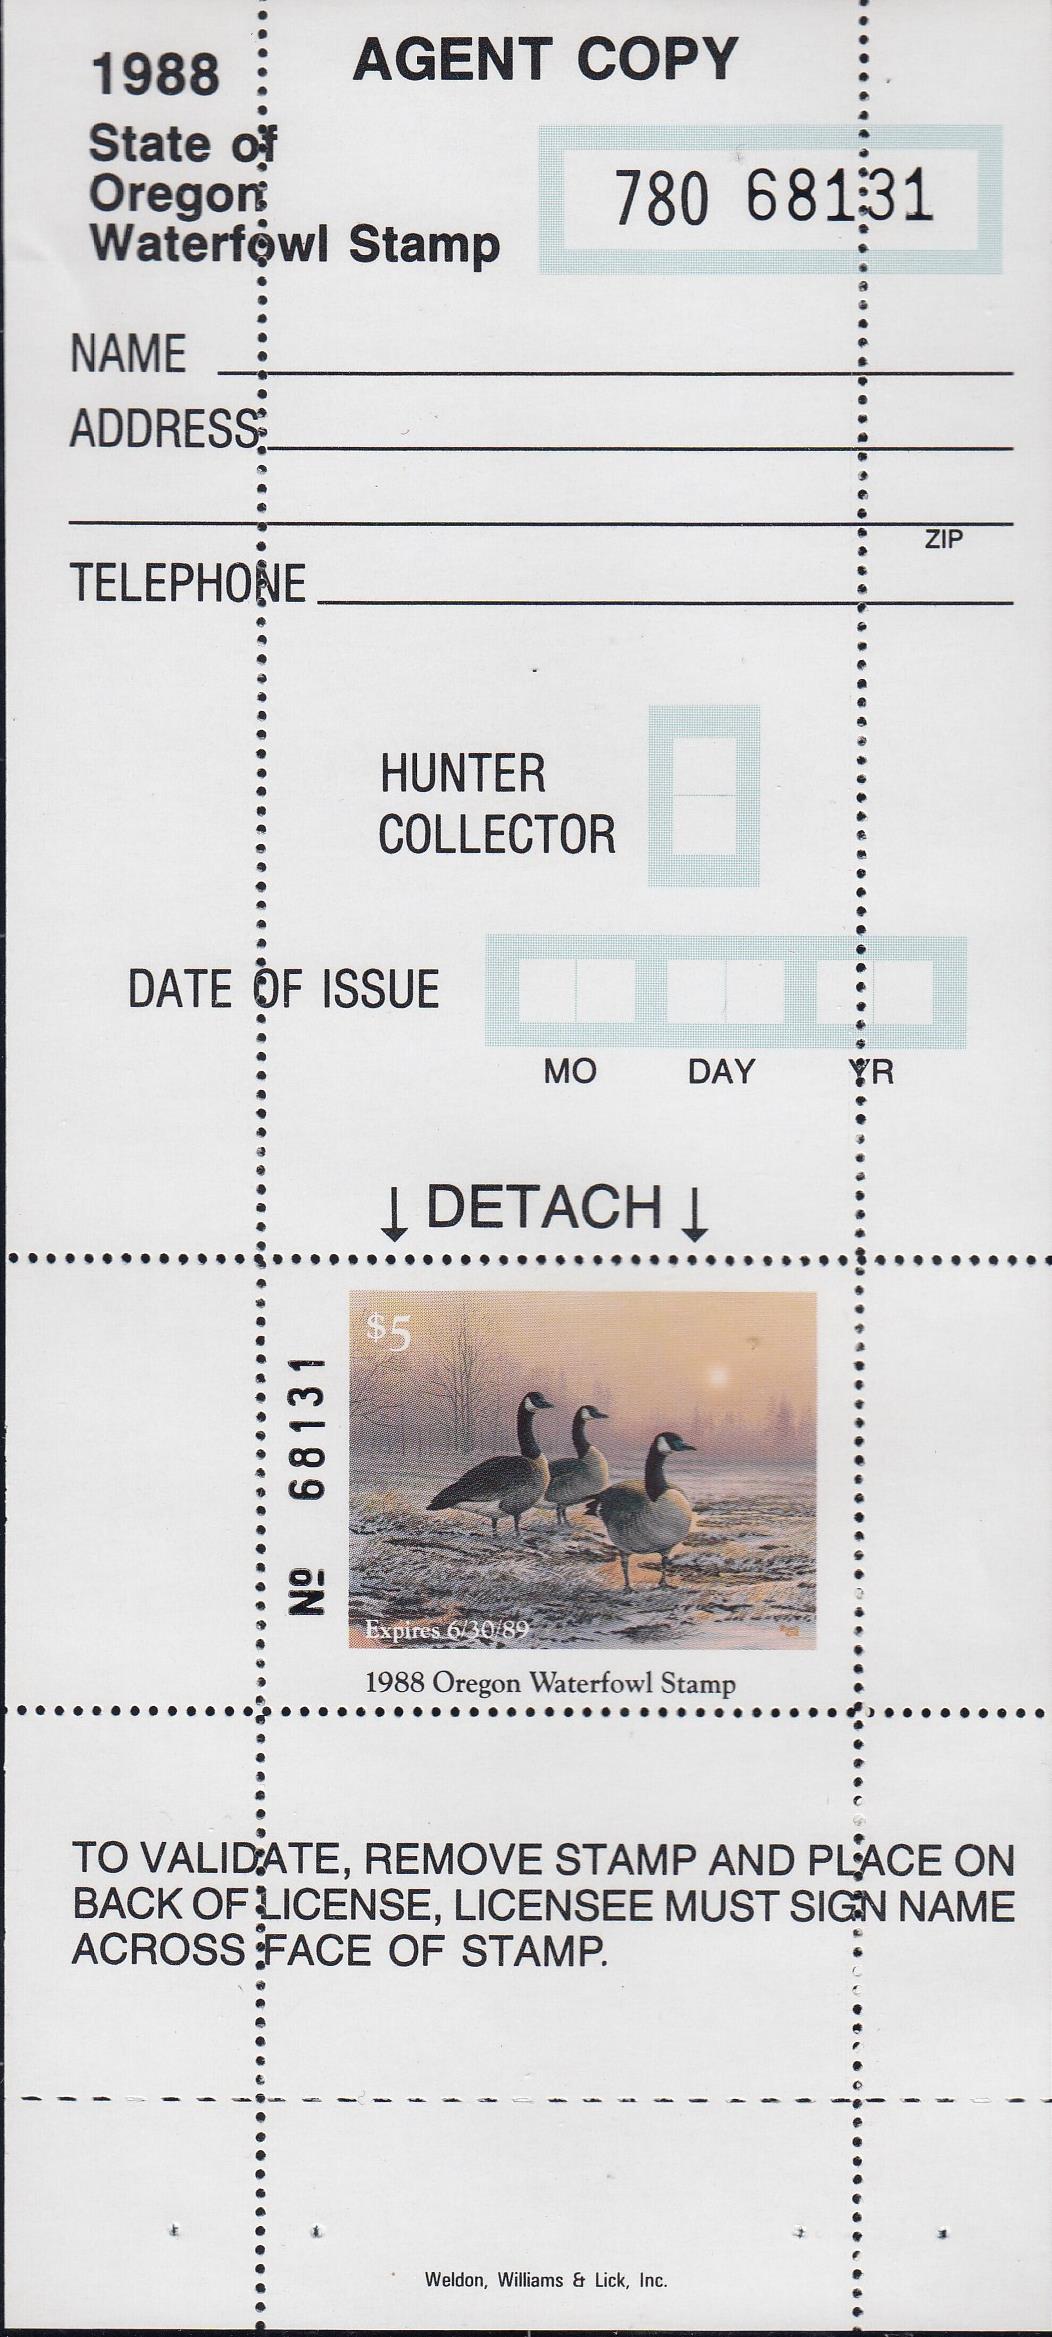 1988
AGENT COPY
State of
Oregon
Waterfowl Stamp
780 68131
NAME
ADDRESS
ZIP
TELEPHONE
HUNTER
COLLECTOR
DATE OF ISSUE
MO DAY YR
↓ DETACH ↓
$5
No 68131
Expires 6/30/89
1988 Oregon Waterfowl Stamp
TO VALIDATE, REMOVE STAMP AND PLACE ON
BACK OF LICENSE, LICENSEE MUST SIGN NAME
ACROSS FACE OF STAMP.
Weldon, Williams & Lick, Inc.